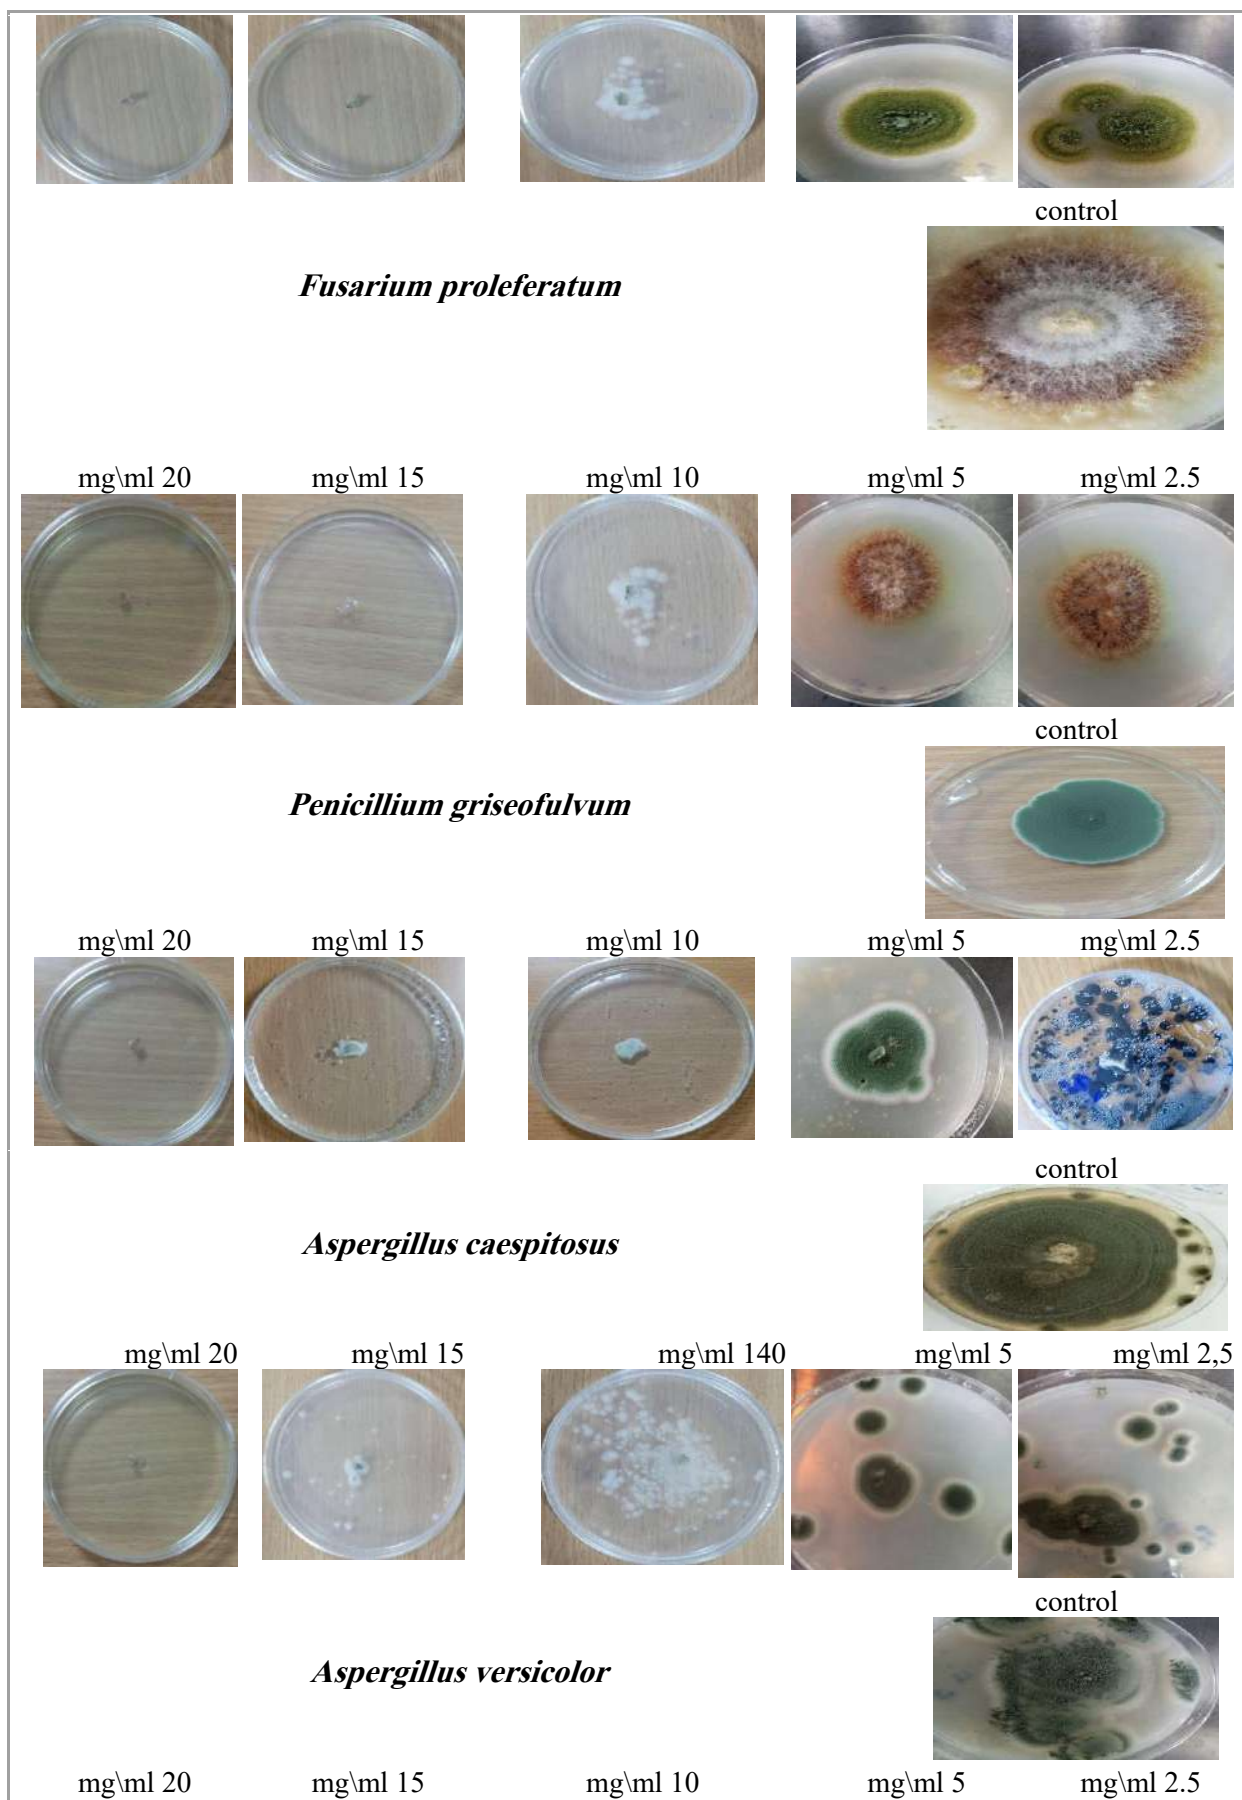 control
Fusarium proleferatum
mg\ml 20 mg\ml 15 mg\ml 10 mg\ml 5 mg\ml 2.5
control
Penicillium griseofulvum
mg\ml 20 mg\ml 15 mg\ml 10 mg\ml 5 mg\ml 2.5
control
Aspergillus caespitosus
mg\ml 20 mg\ml 15 mg\ml 140 mg\ml 5 mg\ml 2,5
control
Aspergillus versicolor
mg\ml 20 mg\ml 15 mg\ml 10 mg\ml 5 mg\ml 2.5